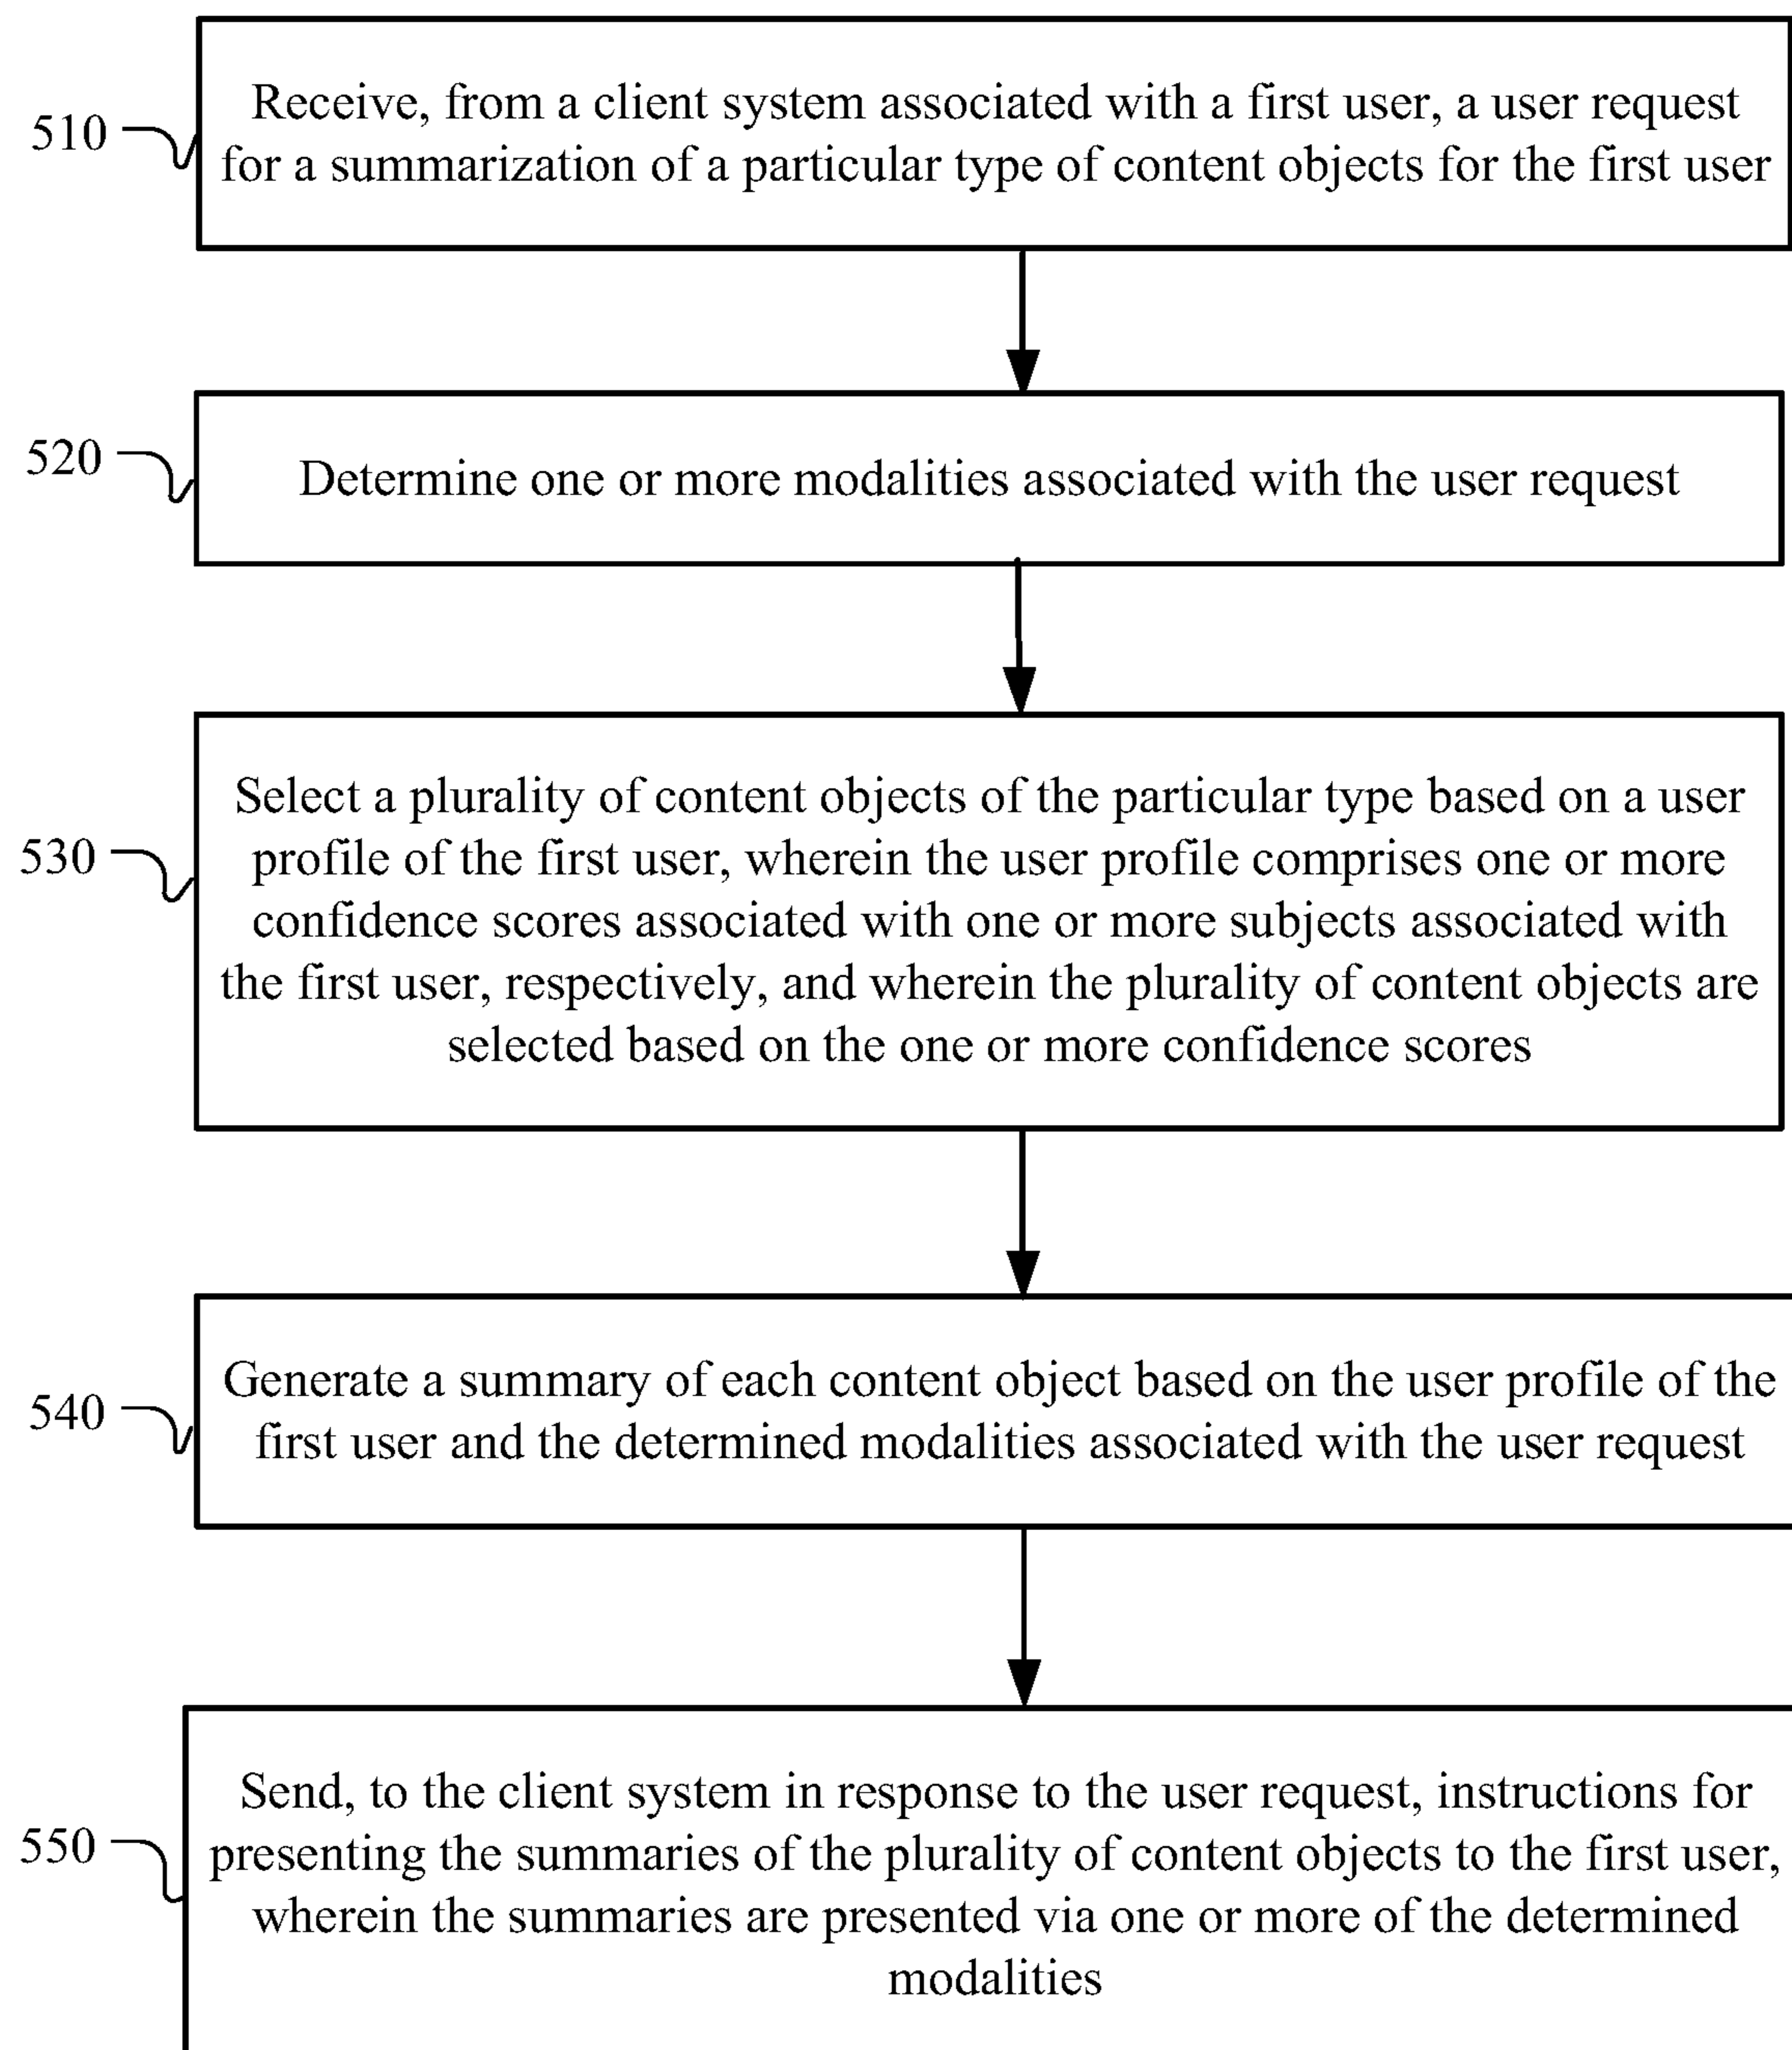 Receive, from a client system associated with a first user, a user request
510
for a summarization of a particular type of content objects for the first user
520
Determine one or more modalities associated with the user request
Select a plurality of content objects of the particular type based on a user
530
profile of the first user, wherein the user profile comprises one or more
confidence scores associated with one or more subjects associated with
the first user, respectively, and wherein the plurality of content objects are
selected based on the one or more confidence scores
Generate a summary of each content object based on the user profile of the
540
first user and the determined modalities associated with the user request
Send, to the client system in response to the user request, instructions for
550
presenting the summaries of the plurality of content objects to the first user,
wherein the summaries are presented via one or more of the determined
modalities